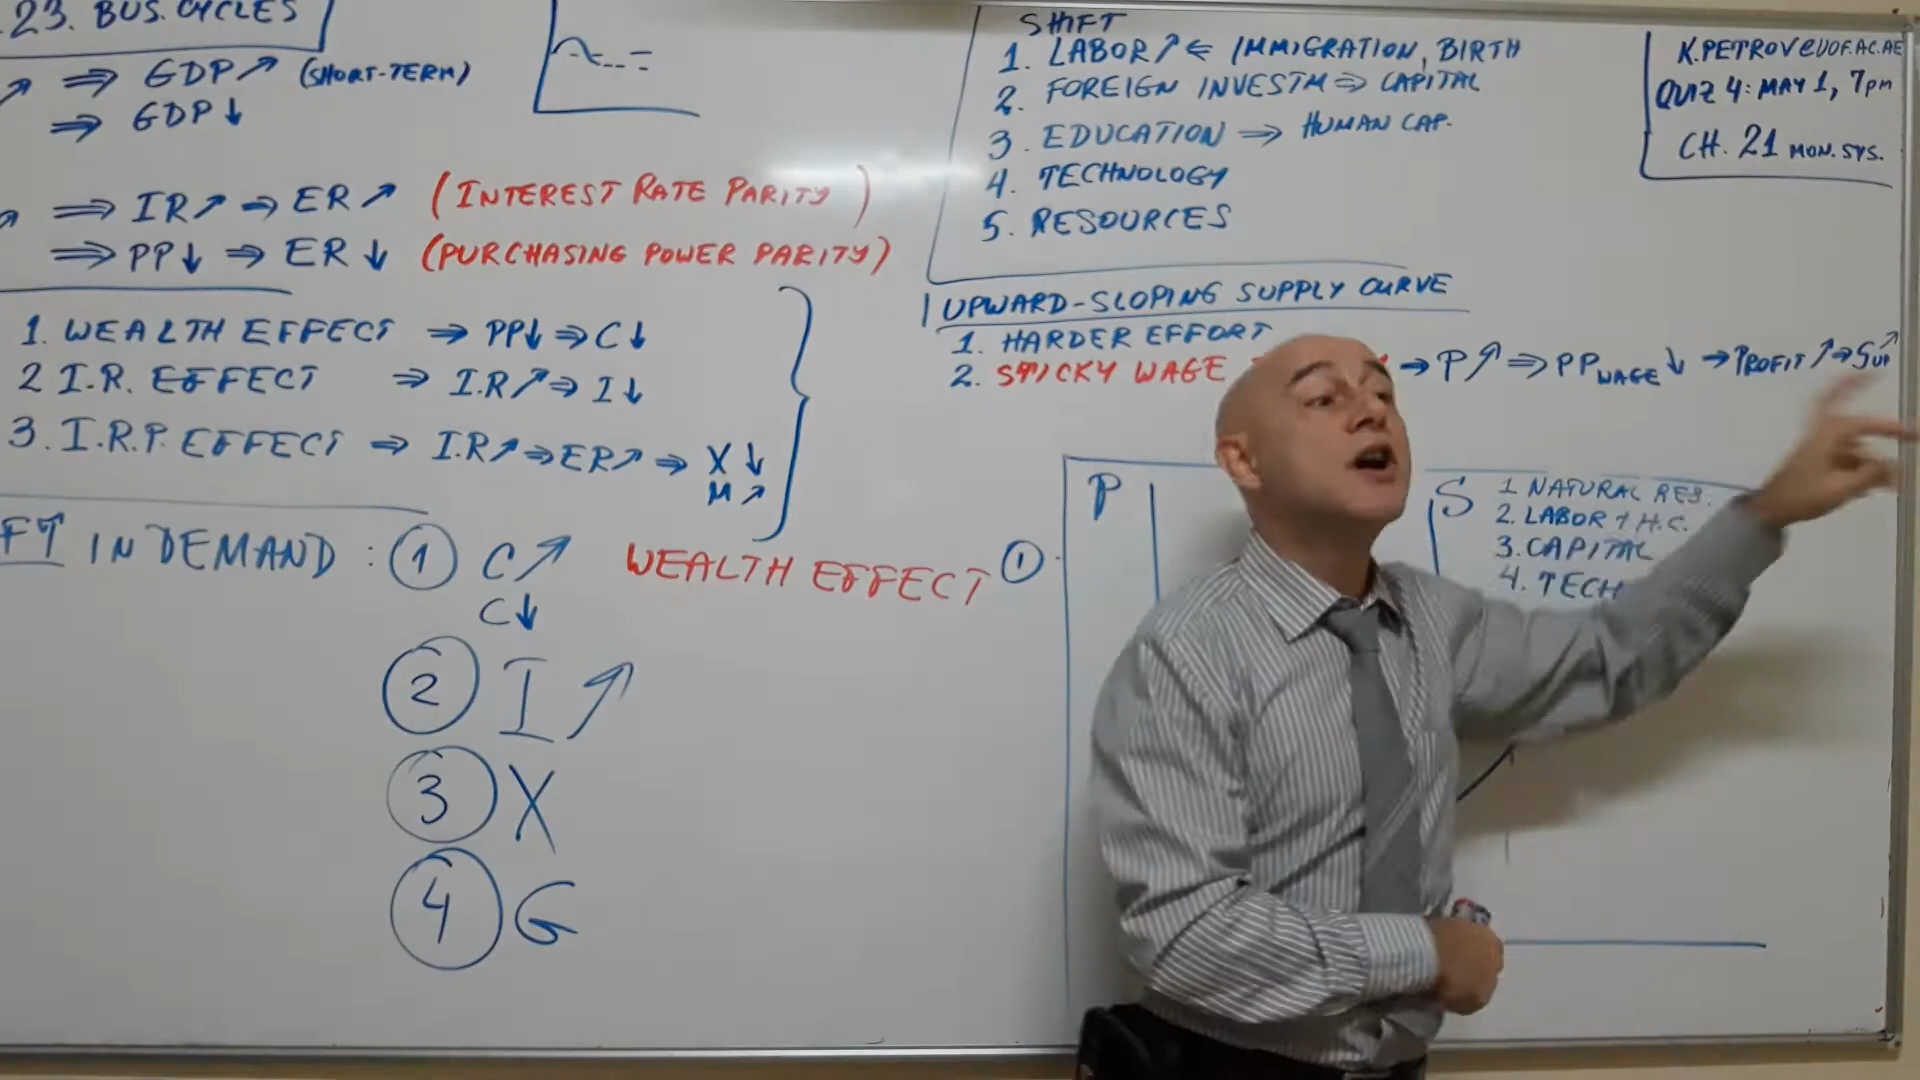 23. BUS. CYCLES
↗ ⇒ GDP↗ (SHORT-TERM)
⇒ GDP↓
↗ ⇒ IR↗ ⇒ ER↗ (INTEREST RATE PARITY)
⇒ PP↓ ⇒ ER↓ (PURCHASING POWER PARITY)
1. WEALTH EFFECT ⇒ PP↓ ⇒ C↓
2 I.R. EFFECT ⇒ I.R↗ ⇒ I↓
3. I.R.P. EFFECT ⇒ I.R↗ ⇒ ER↗ ⇒ X↓
M↗
FT IN DEMAND: ① C↗ WEALTH EFFECT
C↓
② I↗
③ X
④ G
SHIFT
1. LABOR↗ ⇐ IMMIGRATION, BIRTH
2. FOREIGN INVESTM ⇒ CAPITAL
3. EDUCATION ⇒ HUMAN CAP.
4. TECHNOLOGY
5. RESOURCES
UPWARD-SLOPING SUPPLY CURVE
1. HARDER EFFORT
2. STICKY WAGE → P↗ ⇒ PP WAGE↓ → PROFIT↗ → SUP↗
①
P
S 1 NATURAL RES.
2. LABOR + H.C.
3. CAPITAL
4. TECH
K.PETROV@UOF.AC.AE
QUIZ 4: MAY 1, 7pm
CH. 21 MON. SYS.